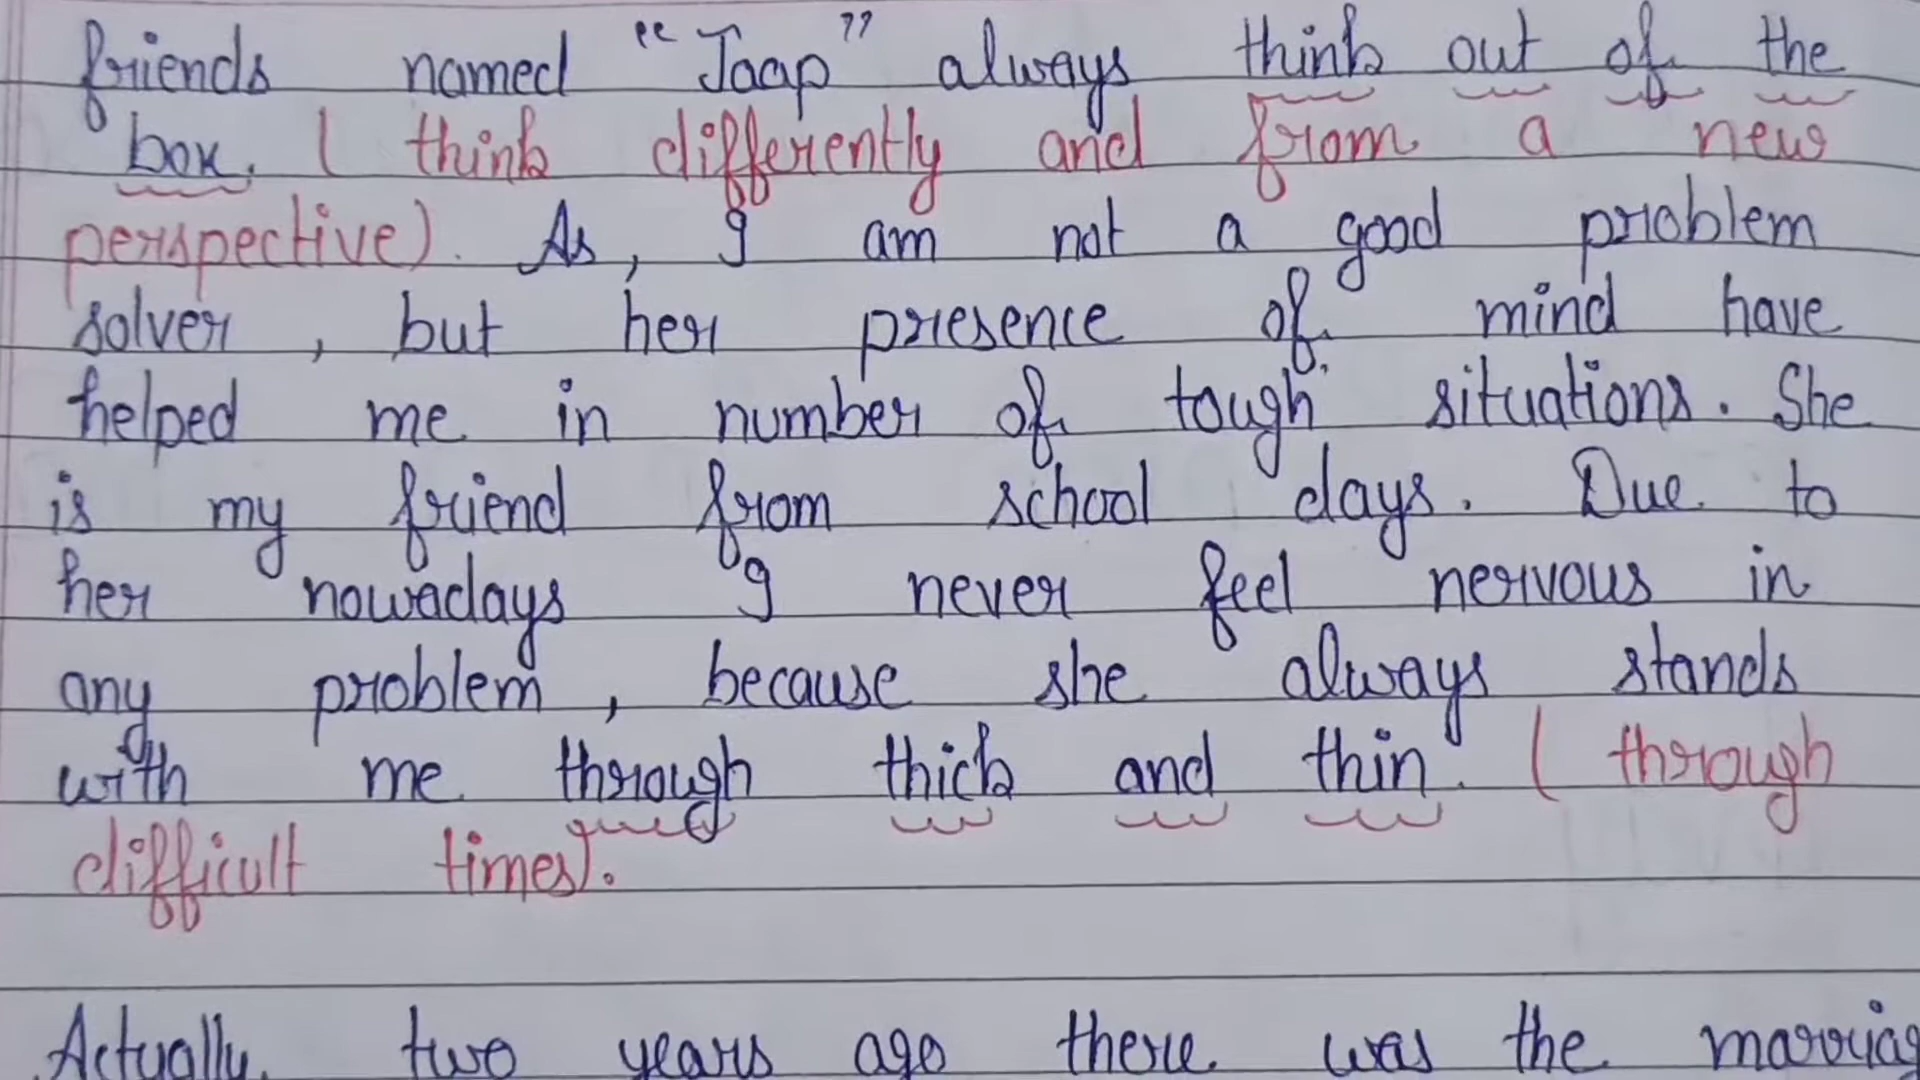 friends named "Jaap" always think out of the
box. ( think differently and from a new
perspective). As, I am not a good problem
solver, but her presence of mind have
helped me in number of tough situations. She
is my friend from school days. Due to
her nowadays I never feel nervous in
any problem, because she always stands
with me through thick and thin. ( through
difficult times).
Actually, two years ago there was the marriag